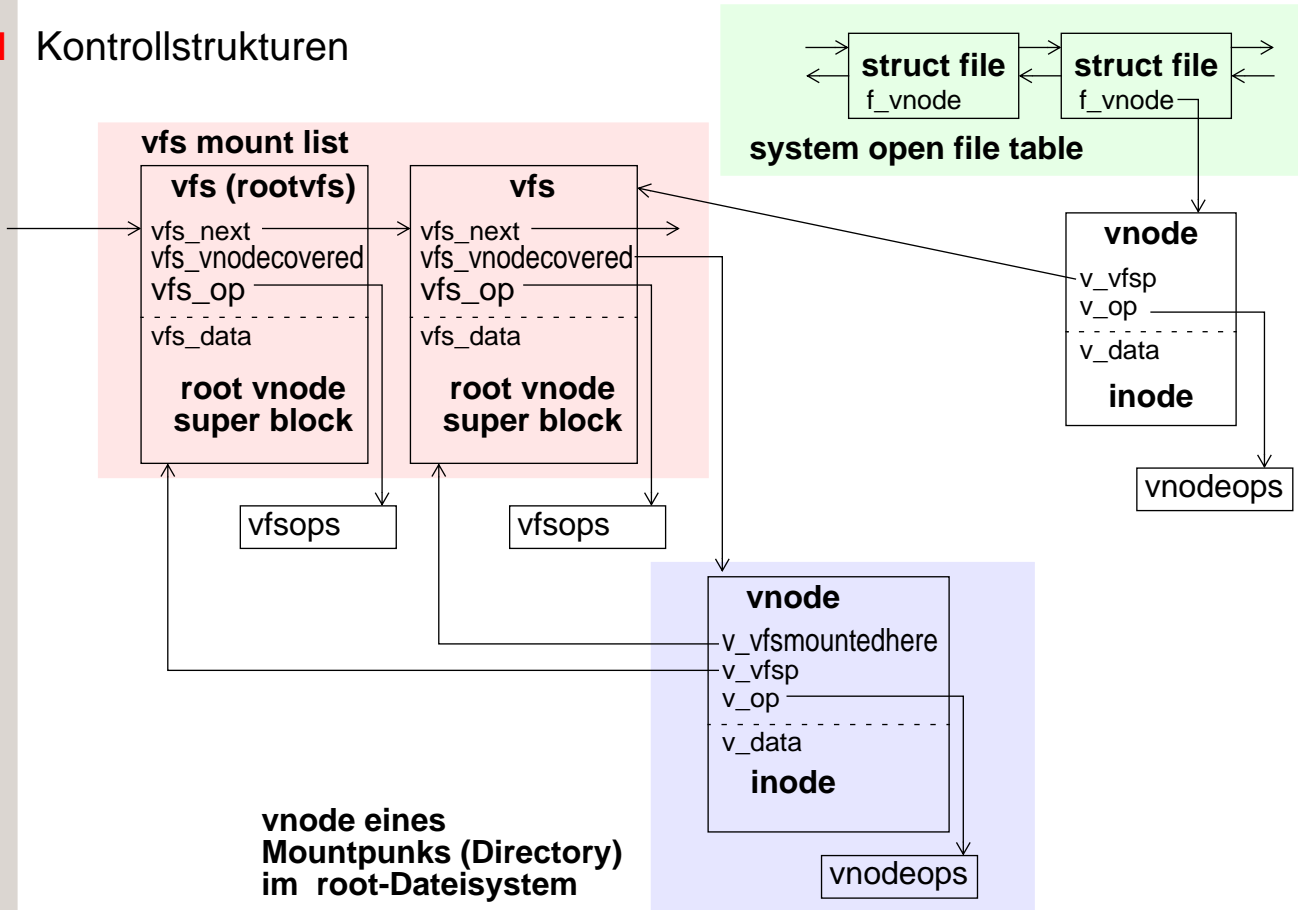 Kontrollstrukturen
struct file
f_vnode
struct file
f_vnode
system open file table
vfs mount list
vfs (rootvfs)
vfs_next
vfs_vnodecovered
vfs_op
vfs_data
root vnode
super block
vfs
vfs_next
vfs_vnodecovered
vfs_op
vfs_data
root vnode
super block
vfsops
vfsops
vnode
v_vfsp
v_op
v_data
inode
vnodeops
vnode
v_vfsmountedhere
v_vfsp
v_op
v_data
inode
vnodeops
vnode eines
Mountpunks (Directory)
im root-Dateisystem